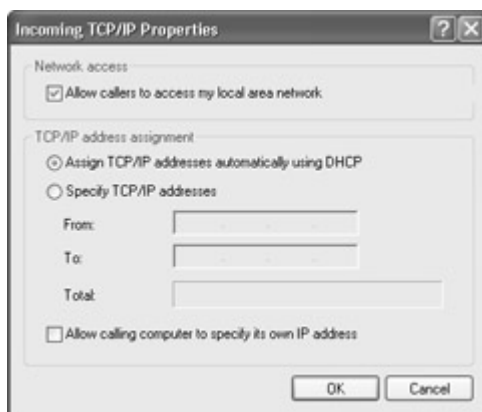 Incoming TCP/IP Properties
Network access
Allow callers to access my local area network
TCP/IP address assignment
Assign TCP/IP addresses automatically using DHCP
Specify TCP/IP addresses
From:
To:
Total:
Allow calling computer to specify its own IP address
OK Cancel